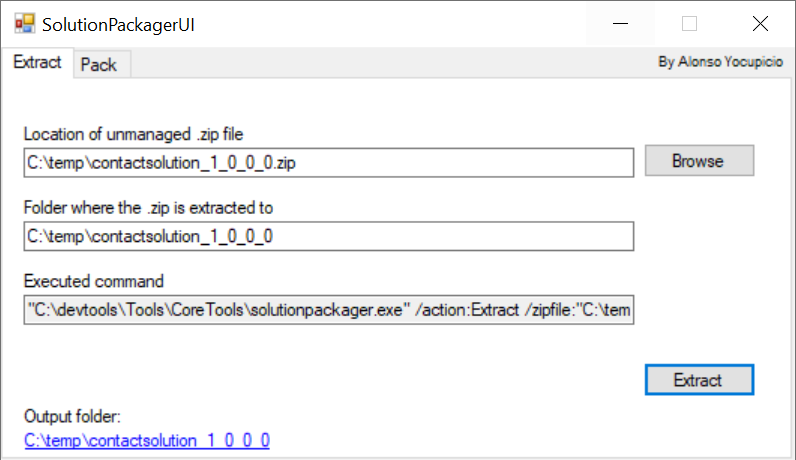 SolutionPackagerUI
Extract Pack By Alonso Yocupicio
Location of unmanaged .zip file
C:\temp\contactsolution_1_0_0_0.zip Browse
Folder where the .zip is extracted to
C:\temp\contactsolution_1_0_0_0
Executed command
"C:\devtools\Tools\CoreTools\solutionpackager.exe" /action:Extract /zipfile:"C:\tem
Extract
Output folder:
C:\temp\contactsolution_1_0_0_0